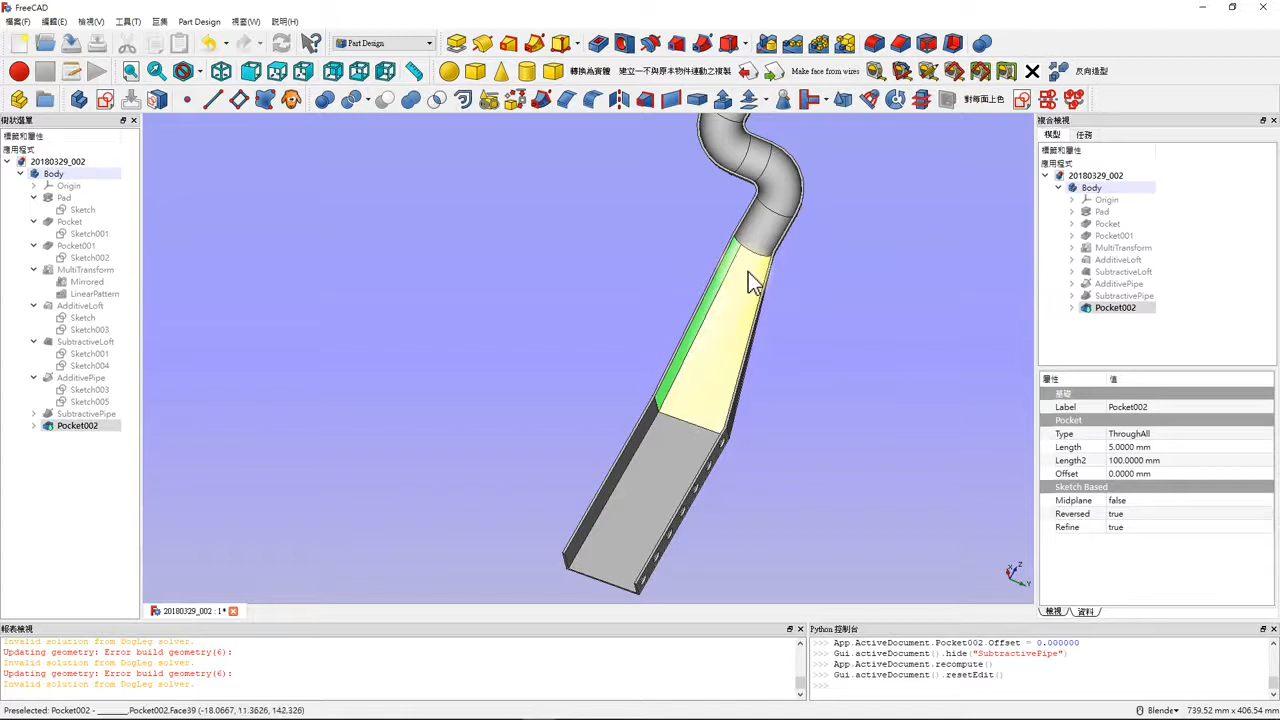 FreeCAD
檔案(F) 編輯(E) 檢視(V) 工具(T) 巨集 Part Design 視窗(W) 說明(H)
Part Design
轉換為實體 建立一不與原本物件連動之複製 Make face from wires 反向造型
對每面上色
樹狀選單
標籤和屬性
應用程式
20180329_002
Body
Origin
Pad
Sketch
Pocket
Sketch001
Pocket001
Sketch002
MultiTransform
Mirrored
LinearPattern
AdditiveLoft
Sketch
Sketch003
SubtractiveLoft
Sketch001
Sketch004
AdditivePipe
Sketch003
Sketch005
SubtractivePipe
Pocket002
20180329_002 : 1*
複合檢視
模型 任務
標籤和屬性
應用程式
20180329_002
Body
Origin
Pad
Pocket
Pocket001
MultiTransform
AdditiveLoft
SubtractiveLoft
AdditivePipe
SubtractivePipe
Pocket002
屬性 值
基礎
Label Pocket002
Pocket
Type ThroughAll
Length 5.0000 mm
Length2 100.0000 mm
Offset 0.0000 mm
Sketch Based
Midplane false
Reversed true
Refine true
檢視 資料
報表檢視
Invalid solution from DogLeg solver.
Updating geometry: Error build geometry(6):
Invalid solution from DogLeg solver.
Updating geometry: Error build geometry(6):
Invalid solution from DogLeg solver.
Python 控制台
>>> App.ActiveDocument.Pocket002.Offset = 0.000000
>>> Gui.activeDocument().hide("SubtractivePipe")
>>> App.ActiveDocument.recompute()
>>> Gui.activeDocument().resetEdit()
>>>
Preselected: Pocket002 - _______.Pocket002.Face39 (-18.0667, 11.3626, 142.326)
Blende 739.52 mm x 406.54 mm